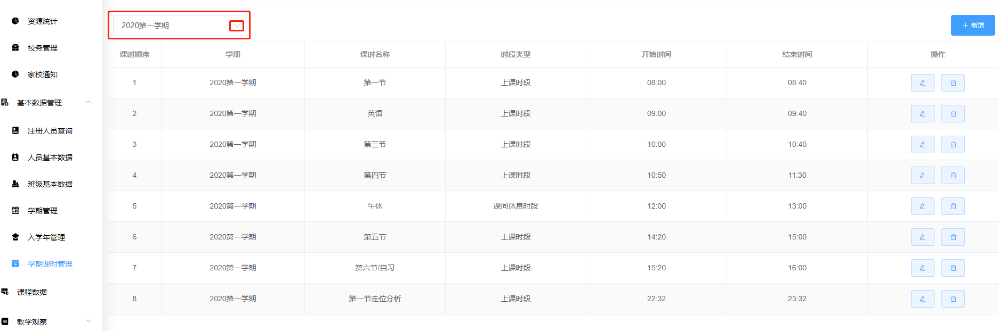 资源统计
校务管理
家校通知
基本数据管理
注册人员查询
人员基本数据
班级基本数据
学期管理
入学年管理
学期课时管理
课程数据
教学观察
2020第一学期
新增
课时顺序 学期 课时名称 时段类型 开始时间 结束时间 操作
1 2020第一学期 第一节 上课时段 08:00 08:40
2 2020第一学期 英语 上课时段 09:00 09:40
3 2020第一学期 第三节 上课时段 10:00 10:40
4 2020第一学期 第四节 上课时段 10:50 11:30
5 2020第一学期 午休 课间休息时段 12:00 13:00
6 2020第一学期 第五节 上课时段 14:20 15:00
7 2020第一学期 第六节/自习 上课时段 15:20 16:00
8 2020第一学期 第一节走位分析 上课时段 22:32 23:32